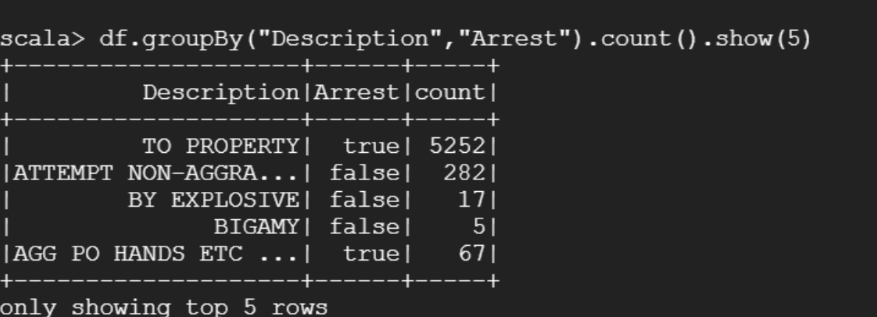 scala> df.groupBy("Description","Arrest").count().show(5)
+--------------------+------+-----+
|         Description|Arrest|count|
+--------------------+------+-----+
|         TO PROPERTY|  true| 5252|
|ATTEMPT NON-AGGRA...| false|  282|
|        BY EXPLOSIVE| false|   17|
|              BIGAMY| false|    5|
|AGG PO HANDS ETC ...|  true|   67|
+--------------------+------+-----+
only showing top 5 rows